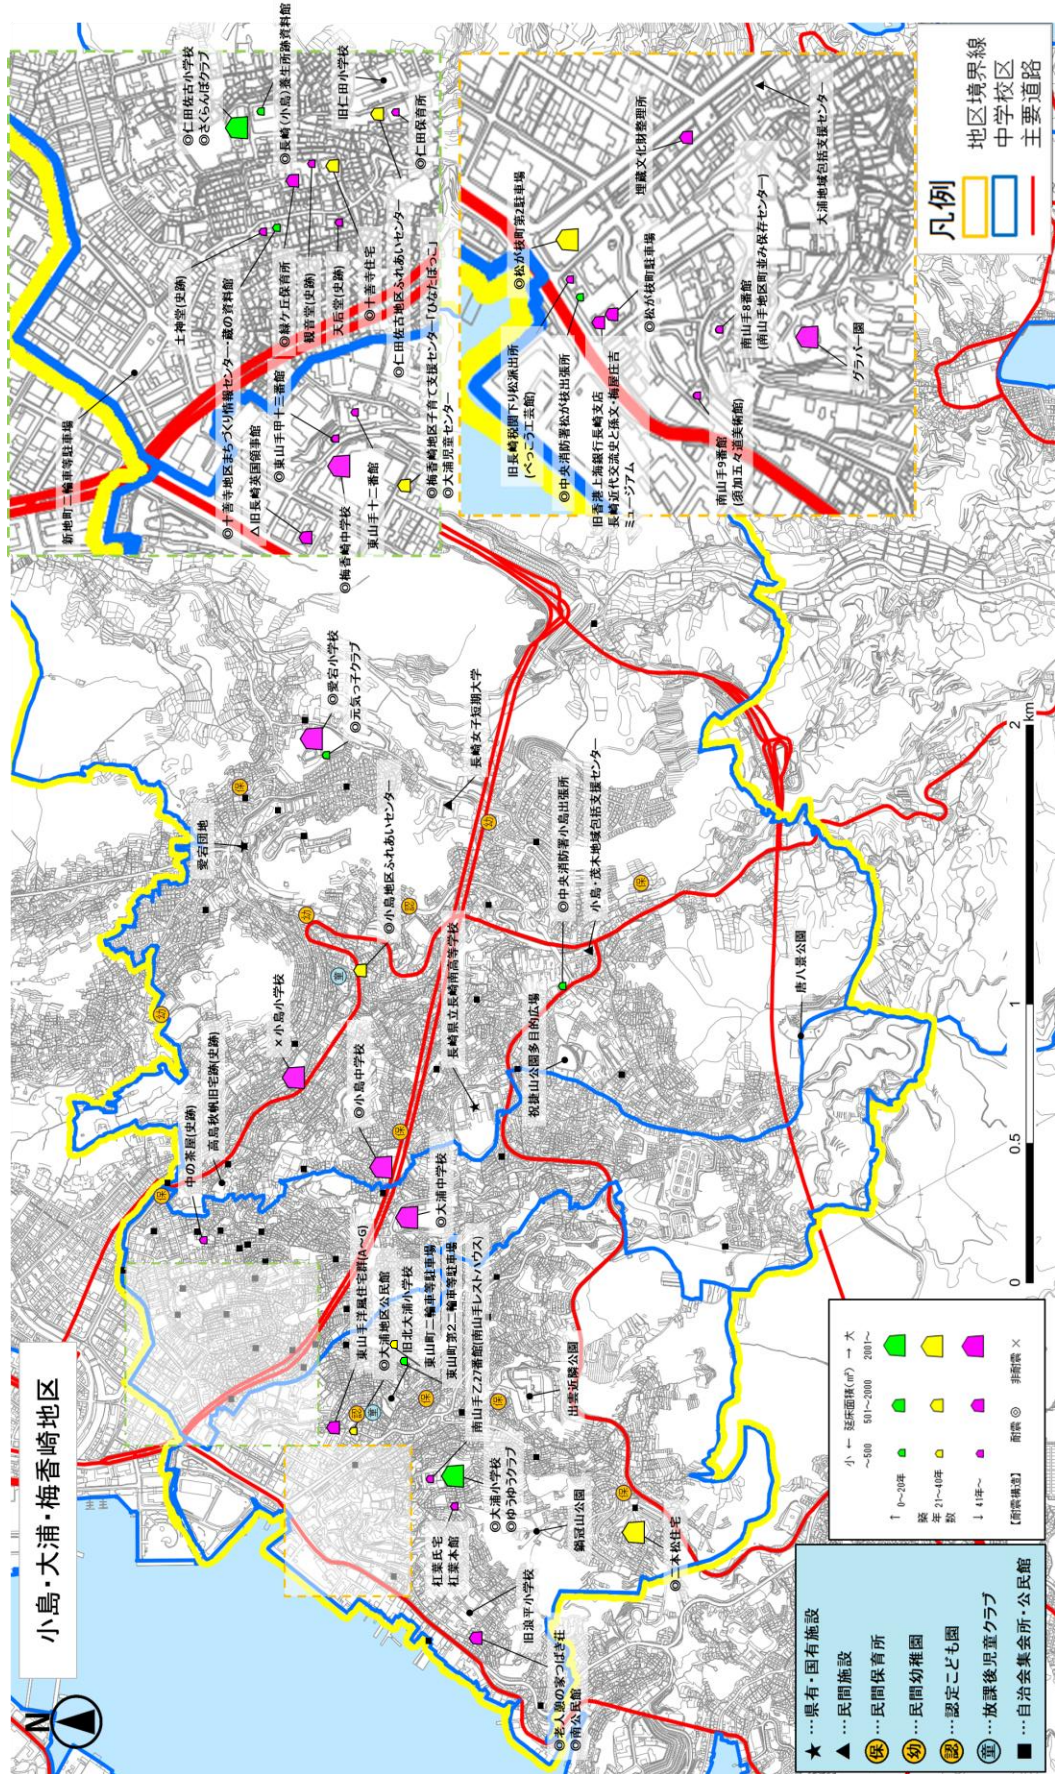 小島・大浦・梅香崎地区
N
新地町二輪車等駐車場
土神堂(史跡)
◎仁田佐古小学校
◎さくらんぼクラブ
◎長崎(小島)養生所跡資料館
旧仁田小学校
◎仁田保育所
◎十善寺地区まちづくり情報センター・蔵の資料館
△旧長崎英国領事館
◎緑ケ丘保育所
観音堂(史跡)
天后堂(史跡)
◎十善寺住宅
◎仁田佐古地区ふれあいセンター
◎東山手甲十三番館
◎梅香崎中学校
東山手十二番館
◎梅香崎地区子育て支援センター「ひなたぼっこ」
◎大浦児童センター
◎松が枝町第2駐車場
埋蔵文化財整理所
大浦地域包括支援センター
旧長崎税関下り松派出所
(べっこう工芸館)
◎中央消防署松が枝出張所
旧香港上海銀行長崎支店
長崎近代交流史と孫文・梅屋庄吉
ミュージアム
◎松が枝町駐車場
南山手8番館
(南山手地区町並み保存センター)
グラバー園
南山手9番館
(須加五々道美術館)
凡例
地区境界線
中学校区
主要道路
愛宕団地
◎愛宕小学校
◎元気っ子クラブ
長崎女子短期大学
◎小島地区ふれあいセンター
×小島小学校
高島秋帆旧宅跡(史跡)
中の茶屋(史跡)
◎小島中学校
長崎県立長崎南高等学校
◎中央消防署小島出張所
小島・茂木地域包括支援センター
祝捷山公園多目的広場
唐八景公園
◎大浦中学校
東山手洋風住宅群(A～G)
◎大浦地区公民館
旧北大浦小学校
東山町二輪車等駐車場
東山町第2二輪車等駐車場
南山手乙27番館(南山手レストハウス)
出雲近隣公園
杠葉氏宅
杠葉本館
◎大浦小学校
◎ゆうゆうクラブ
鍋冠山公園
◎二本松住宅
旧浪平小学校
◎老人憩の家つばき荘
◎南公民館
保
幼
認
童
0
0.5
1
2
km
★…県有・国有施設
▲…民間施設
保…民間保育所
幼…民間幼稚園
認…認定こども園
童…放課後児童クラブ
■…自治会集会所・公民館
小 ← 延床面積(㎡) → 大
～500 501～2000 2001～
↑ 0～20年
築年数 21～40年
↓ 41年～
【耐震構造】 耐震 ◎ 非耐震 ×